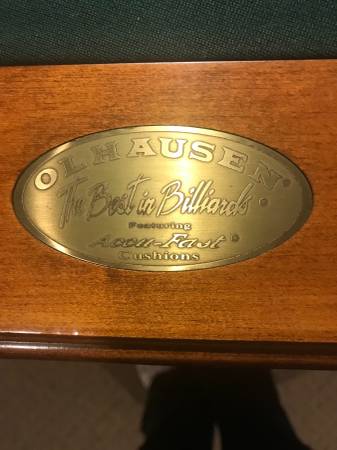 OLHAUSEN®
The Best in Billiards®
Featuring
Accu-Fast®
Cushions